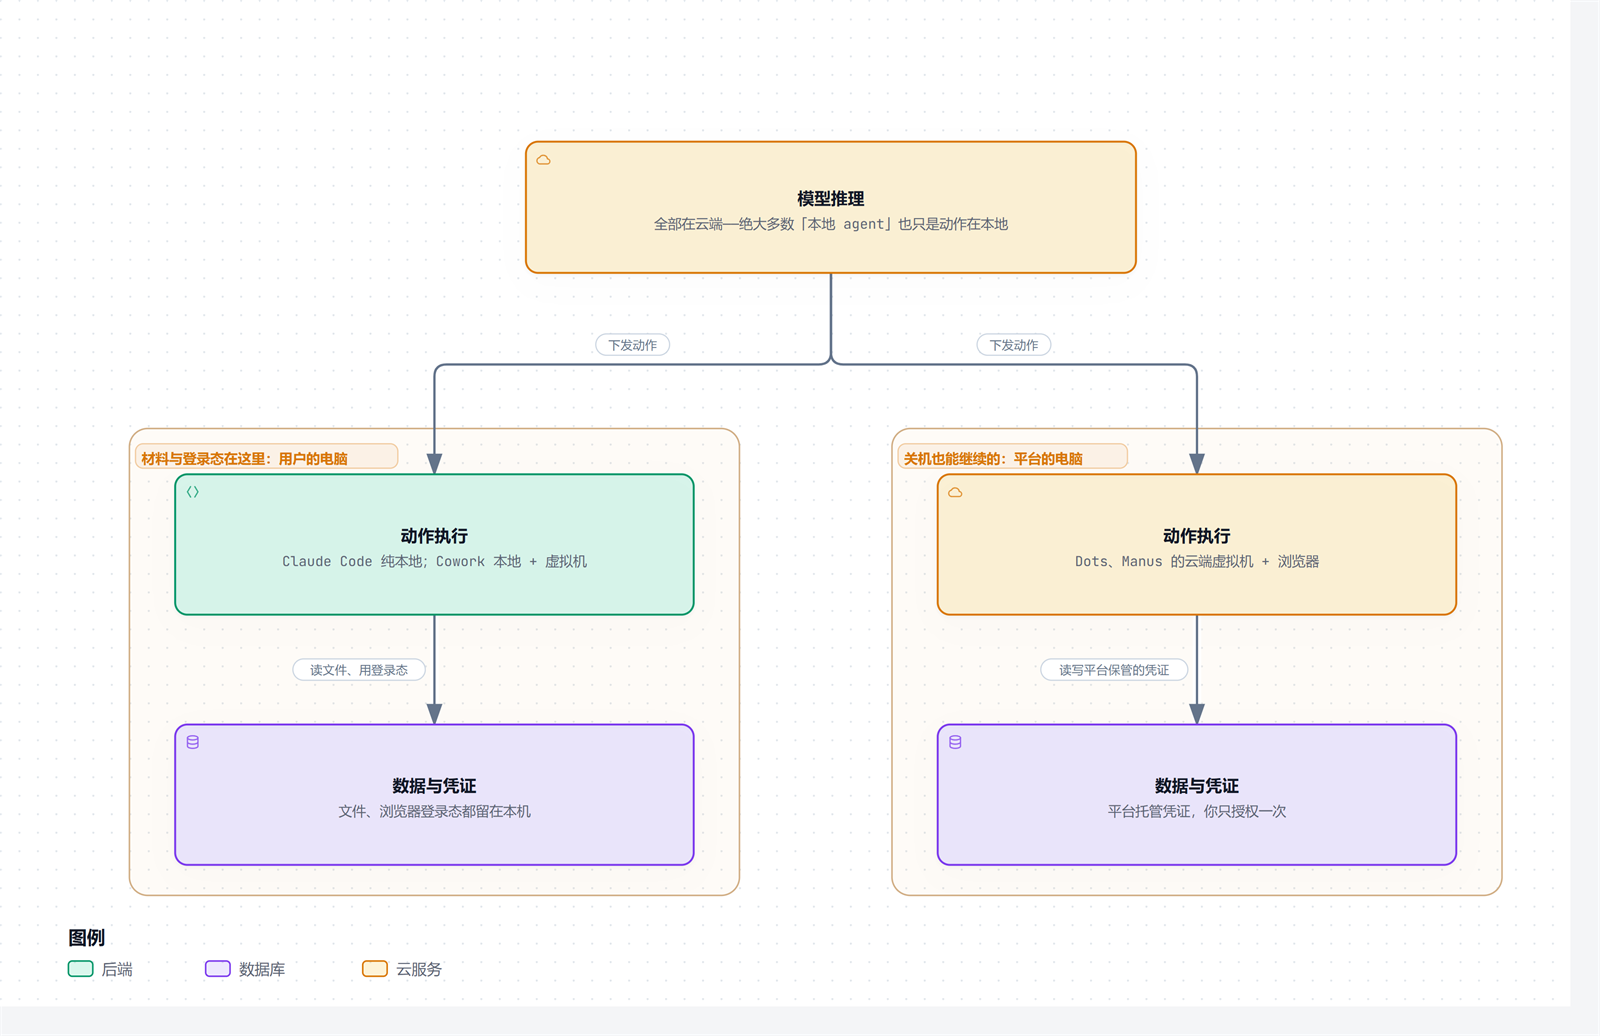 模型推理
全部在云端——绝大多数「本地 agent」也只是动作在本地
下发动作
下发动作
材料与登录态在这里：用户的电脑
动作执行
Claude Code 纯本地；Cowork 本地 + 虚拟机
读文件、用登录态
数据与凭证
文件、浏览器登录态都留在本机
关机也能继续的：平台的电脑
动作执行
Dots、Manus 的云端虚拟机 + 浏览器
读写平台保管的凭证
数据与凭证
平台托管凭证，你只授权一次
图例
后端
数据库
云服务